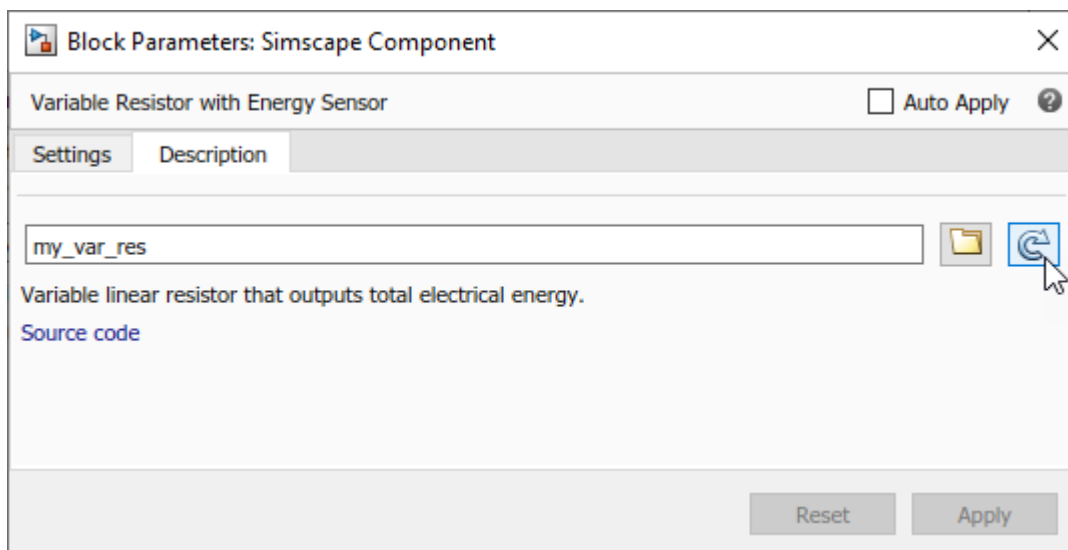 Block Parameters: Simscape Component
Variable Resistor with Energy Sensor
Auto Apply
Settings
Description
my_var_res
Variable linear resistor that outputs total electrical energy.
Source code
Reset
Apply